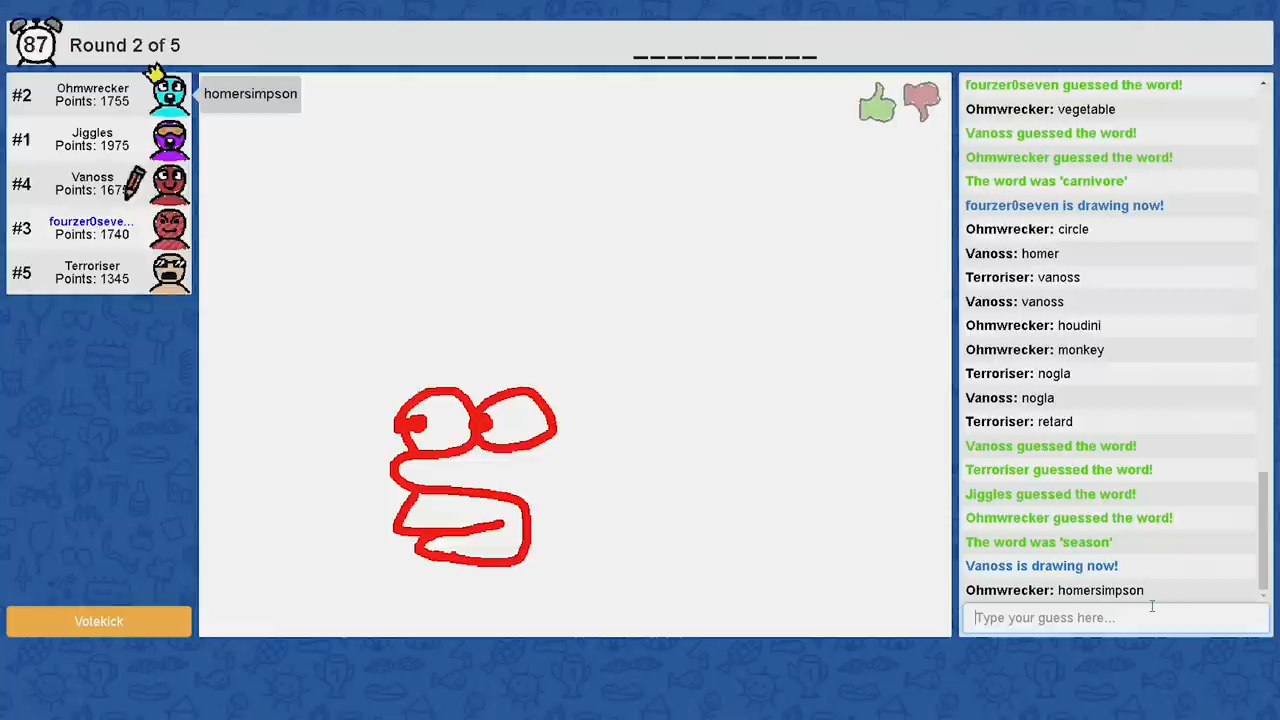 87
Round 2 of 5
___________
#2
Ohmwrecker
Points: 1755
#1
Jiggles
Points: 1975
#4
Vanoss
Points: 1675
#3
fourzer0seve...
Points: 1740
#5
Terroriser
Points: 1345
Votekick
homersimpson
fourzer0seven guessed the word!
Ohmwrecker: vegetable
Vanoss guessed the word!
Ohmwrecker guessed the word!
The word was 'carnivore'
fourzer0seven is drawing now!
Ohmwrecker: circle
Vanoss: homer
Terroriser: vanoss
Vanoss: vanoss
Ohmwrecker: houdini
Ohmwrecker: monkey
Terroriser: nogla
Vanoss: nogla
Terroriser: retard
Vanoss guessed the word!
Terroriser guessed the word!
Jiggles guessed the word!
Ohmwrecker guessed the word!
The word was 'season'
Vanoss is drawing now!
Ohmwrecker: homersimpson
Type your guess here...